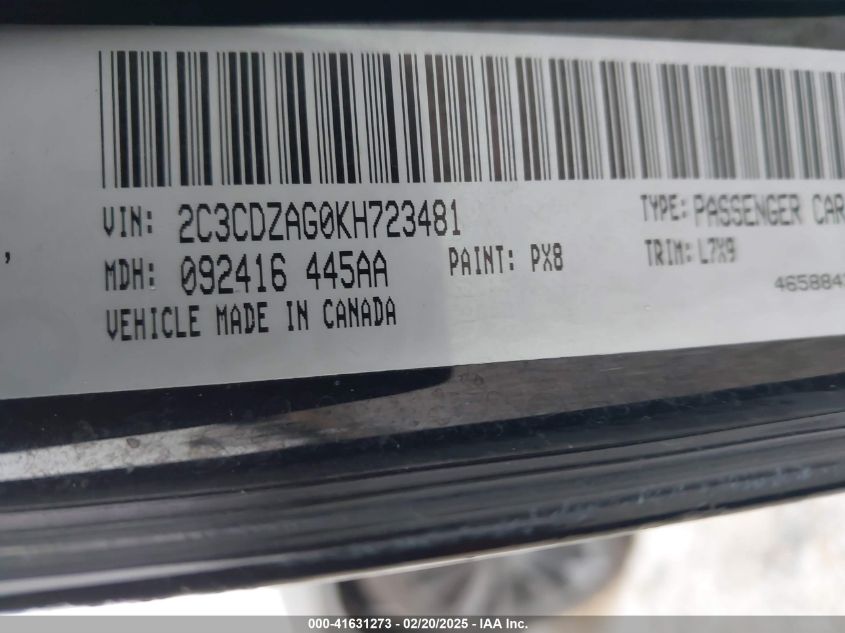 VIN: 2C3CDZAG0KH723481 TYPE: PASSENGER CAR
MDH: 092416 445AA PAINT: PX8 TRIM: L7X9
VEHICLE MADE IN CANADA 465884
000-41631273 — 02/20/2025 — IAA Inc.